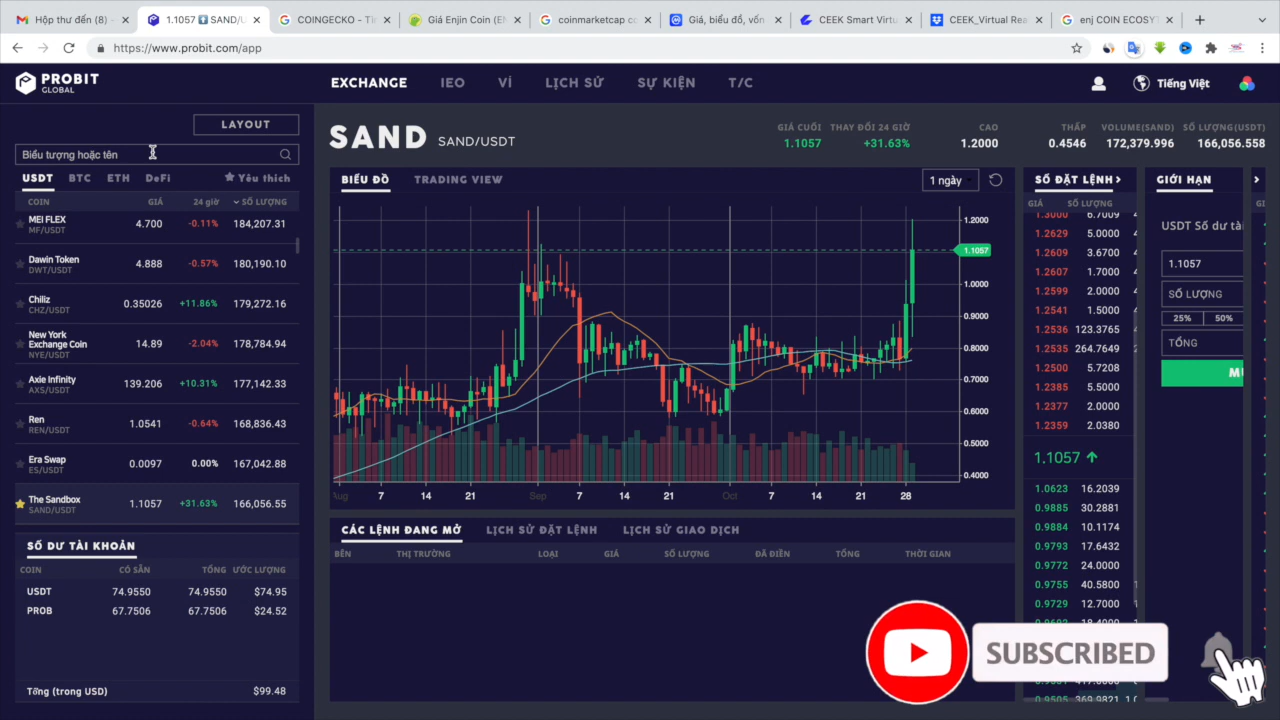 Hộp thư đến (8) -
1.1057 SAND/U
COINGECKO - Tì
Giá Enjin Coin (EN
coinmarketcap c
Giá, biểu đồ, vốn
CEEK Smart Virtu
CEEK_Virtual Rea
enj COIN ECOSY
https://www.probit.com/app
PROBIT
GLOBAL
EXCHANGE
IEO
VÍ
LỊCH SỬ
SỰ KIỆN
T/C
Tiếng Việt
LAYOUT
Biểu tượng hoặc tên
USDT
BTC
ETH
DeFi
Yêu thích
COIN
GIÁ
24 giờ
SỐ LƯỢNG
MEI FLEX
MF/USDT
4.700
-0.11%
184,207.31
Dawin Token
DWT/USDT
4.888
-0.57%
180,190.10
Chiliz
CHZ/USDT
0.35026
+11.86%
179,272.16
New York
Exchange Coin
NYE/USDT
14.89
-2.04%
178,784.94
Axie Infinity
AXS/USDT
139.206
+10.31%
177,142.33
Ren
REN/USDT
1.0541
-0.64%
168,836.43
Era Swap
ES/USDT
0.0097
0.00%
167,042.88
The Sandbox
SAND/USDT
1.1057
+31.63%
166,056.55
SỐ DƯ TÀI KHOẢN
COIN
CÓ SẴN
TỔNG
ƯỚC LƯỢNG
USDT
74.9550
74.9550
$74.95
PROB
67.7506
67.7506
$24.52
Tổng (trong USD)
$99.48
SAND
SAND/USDT
GIÁ CUỐI
1.1057
THAY ĐỔI 24 GIỜ
+31.63%
CAO
1.2000
THẤP
0.4546
VOLUME(SAND)
172,379.996
SỐ LƯỢNG(USDT)
166,056.558
BIỂU ĐỒ
TRADING VIEW
1 ngày
1.2000
1.1057
1.0000
0.9000
0.8000
0.7000
0.6000
0.5000
0.4000
Aug
7
14
21
Sep
7
14
21
Oct
7
14
21
28
CÁC LỆNH ĐANG MỞ
LỊCH SỬ ĐẶT LỆNH
LỊCH SỬ GIAO DỊCH
BÊN
THỊ TRƯỜNG
LOẠI
GIÁ
SỐ LƯỢNG
ĐÃ ĐIỀN
TỔNG
THỜI GIAN
SỔ ĐẶT LỆNH
GIÁ
SỐ LƯỢNG
1.3000 6.7009
1.2629 5.0000
1.2609 3.6700
1.2607 1.7000
1.2599 2.0000
1.2541 1.5000
1.2536 123.3765
1.2535 264.7649
1.2500 5.7208
1.2385 5.5000
1.2377 2.0000
1.2359 2.0380
1.1057
1.0623 16.2039
0.9885 30.2881
0.9884 10.1174
0.9793 17.6432
0.9772 24.0000
0.9755 40.5800
0.9729 12.7000
0.9505 369.9821
GIỚI HẠN
USDT Số dư tà
1.1057
SỐ LƯỢNG
25%
50%
TỔNG
SUBSCRIBED